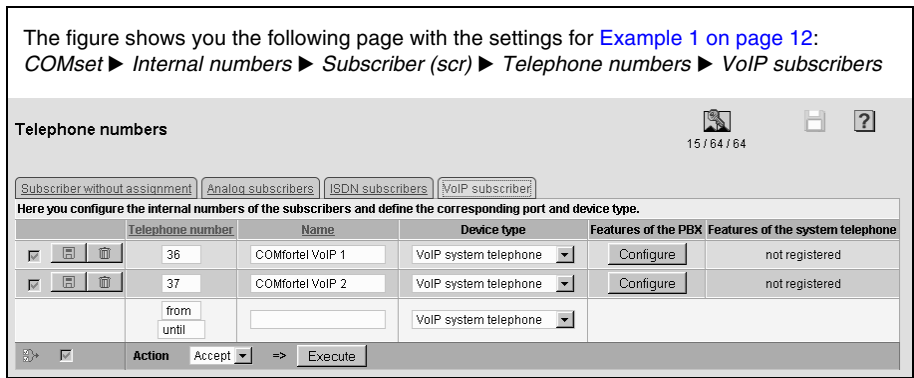 The figure shows you the following page with the settings for Example 1 on page 12:
COMset ▶ Internal numbers ▶ Subscriber (scr) ▶ Telephone numbers ▶ VoIP subscribers
Telephone numbers
15 / 64 / 64
?
Subscriber without assignment Analog subscribers ISDN subscribers VoIP subscriber
Here you configure the internal numbers of the subscribers and define the corresponding port and device type.
Telephone number Name Device type Features of the PBX Features of the system telephone
36 COMfortel VoIP 1 VoIP system telephone Configure not registered
37 COMfortel VoIP 2 VoIP system telephone Configure not registered
from
until
VoIP system telephone
Action Accept => Execute